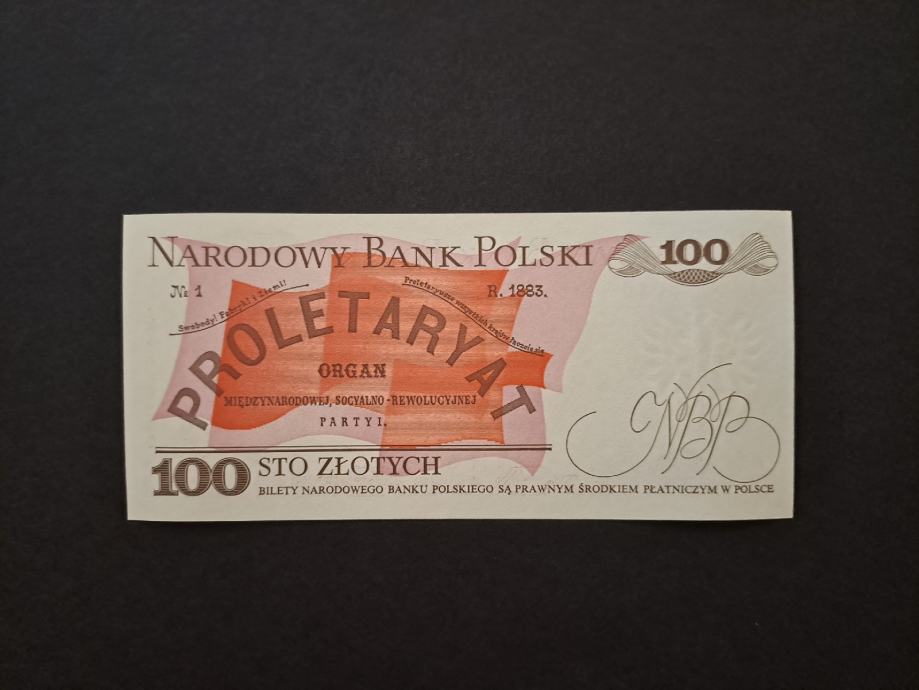 NARODOWY BANK POLSKI
100
№ 1
Swobody! Fabryki i Ziemi!
Proletaryusze wszystkich krajów łączcie się
R. 1883.
PROLETARYAT
ORGAN
MIĘDZYNARODOWEJ, SOCYALNO-REWOLUCYJNEJ
PARTYI.
NBP
100 STO ZŁOTYCH
BILETY NARODOWEGO BANKU POLSKIEGO SĄ PRAWNYM ŚRODKIEM PŁATNICZYM W POLSCE